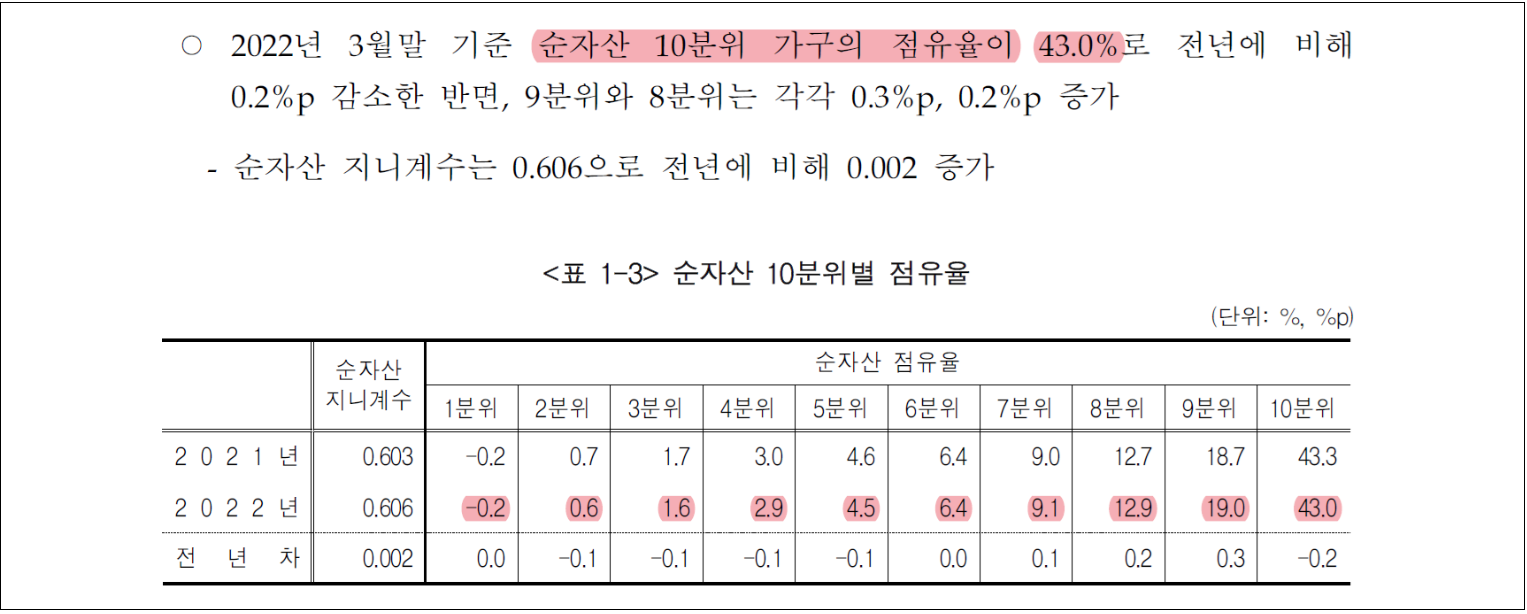 ○ 2022년 3월말 기준 순자산 10분위 가구의 점유율이 43.0%로 전년에 비해
0.2%p 감소한 반면, 9분위와 8분위는 각각 0.3%p, 0.2%p 증가
- 순자산 지니계수는 0.606으로 전년에 비해 0.002 증가
<표 1-3> 순자산 10분위별 점유율
(단위: %, %p)
순자산 지니계수 순자산 점유율
1분위 2분위 3분위 4분위 5분위 6분위 7분위 8분위 9분위 10분위
2 0 2 1 년 0.603 -0.2 0.7 1.7 3.0 4.6 6.4 9.0 12.7 18.7 43.3
2 0 2 2 년 0.606 -0.2 0.6 1.6 2.9 4.5 6.4 9.1 12.9 19.0 43.0
전 년 차 0.002 0.0 -0.1 -0.1 -0.1 -0.1 0.0 0.1 0.2 0.3 -0.2